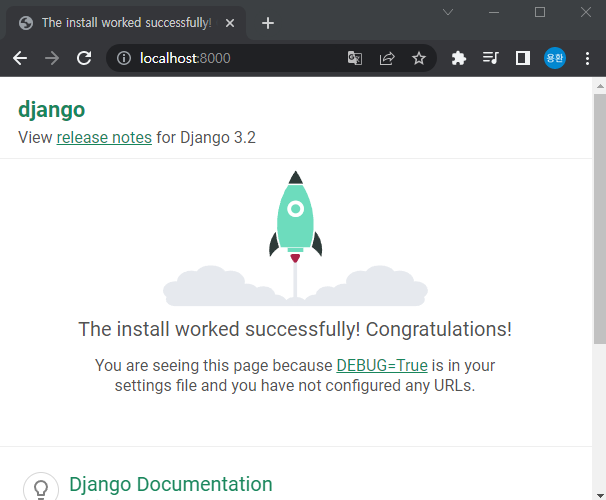 The install worked successfully!
localhost:8000
용환
django
View release notes for Django 3.2
The install worked successfully! Congratulations!
You are seeing this page because DEBUG=True is in your
settings file and you have not configured any URLs.
Django Documentation